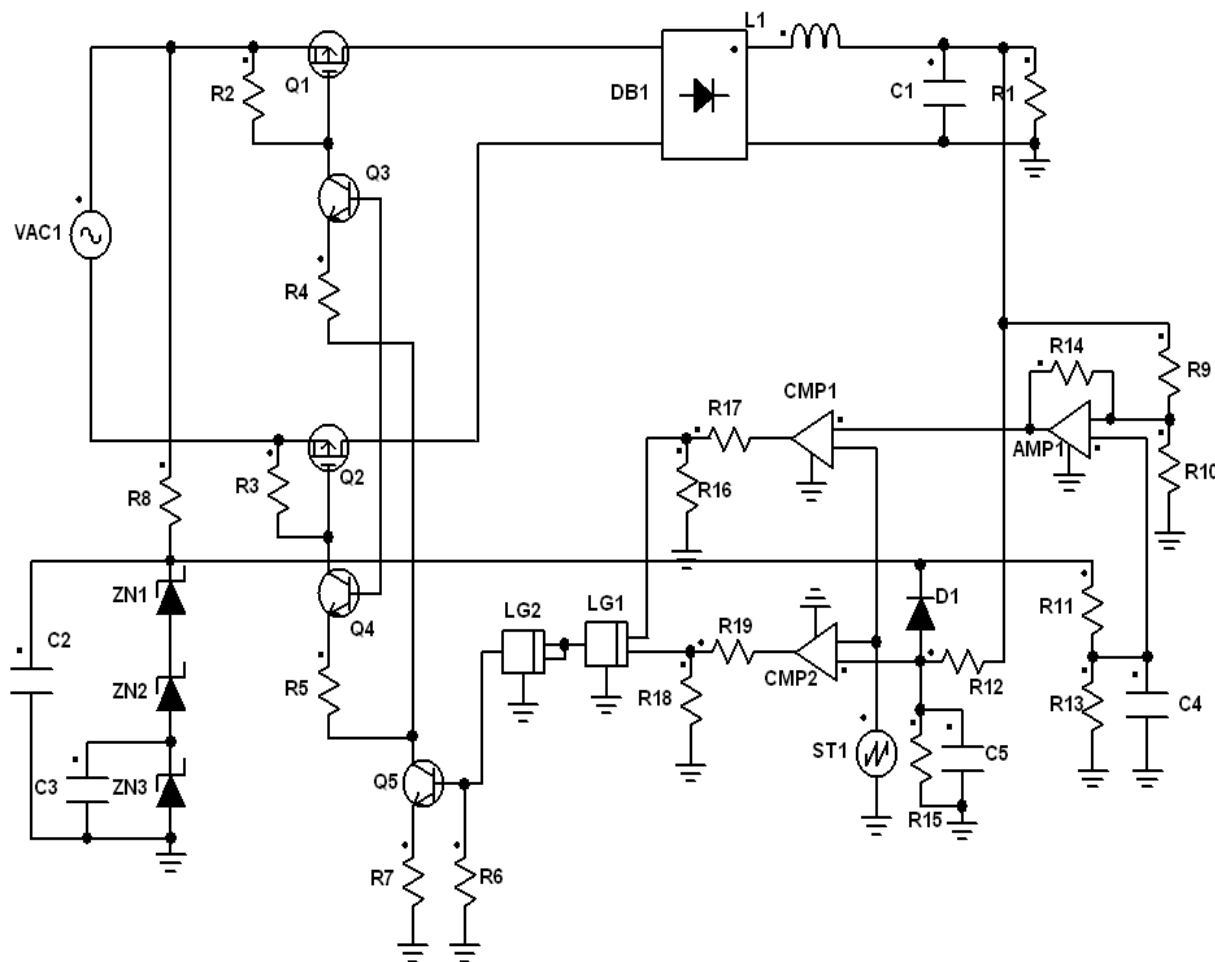 L1
R2
Q1
DB1
C1
R1
Q3
VAC1
R4
R14
R9
CMP1
R17
AMP1
R10
R16
R3
Q2
R8
ZN1
D1
LG2
LG1
R11
C2
Q4
R19
R12
CMP2
ZN2
R5
R18
R13
C4
ST1
C5
C3
ZN3
Q5
R15
R7
R6